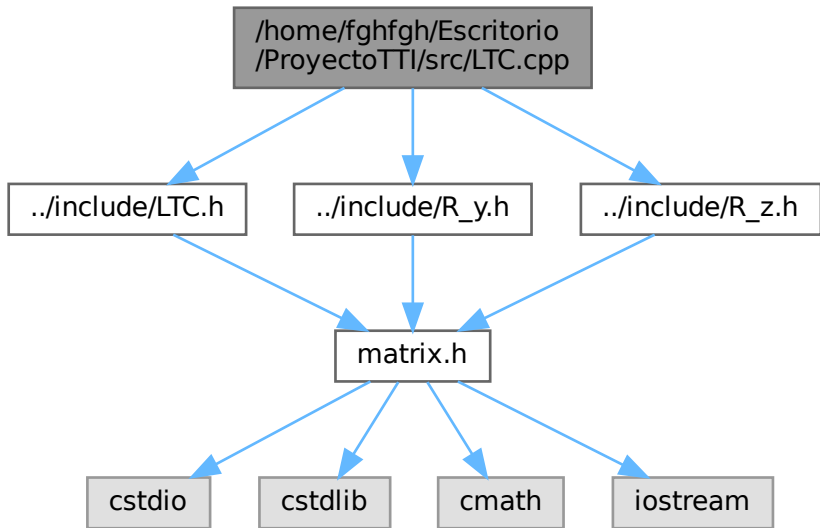 /home/fghfgh/Escritorio
/ProyectoTTI/src/LTC.cpp
../include/LTC.h
../include/R_y.h
../include/R_z.h
matrix.h
cstdio
cstdlib
cmath
iostream